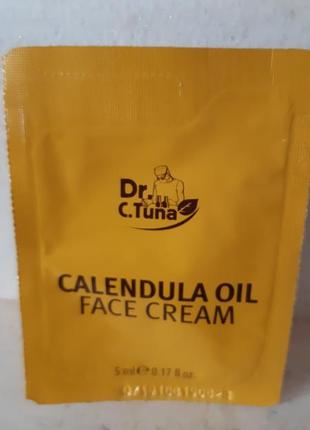 Dr.
C.Tuna
CALENDULA OIL
FACE CREAM
5 ml ℮ 0.17 fl oz